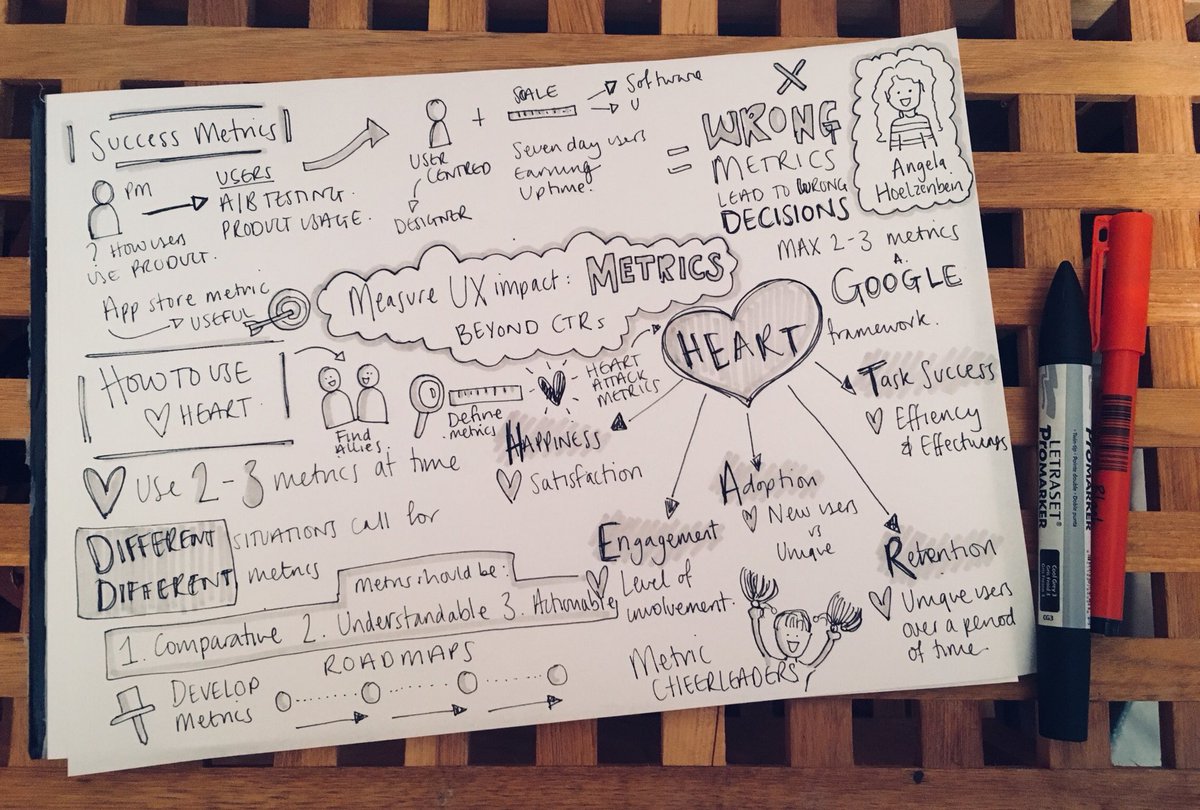 Success Metrics
PM
? How users
use product.
USERS
A/B TESTING.
PRODUCT USAGE.
USER
CENTRED
DESIGNER
+
SCALE
Software
U
Seven day users
Earning
Uptime!
=
X
WRONG
METRICS
LEAD TO WRONG
DECISIONS
Angela
Hoelzenbein
App store metric
USEFUL
Measure UX impact: METRICS
BEYOND CTRs
MAX 2-3 metrics
A.
GOOGLE
framework.
HEART
HOW TO USE
HEART.
Find
Allies.
Define
metrics
HEART
ATTACK
METRICS
HAPPINESS
Satisfaction
Engagement
Level of
involvement.
Adoption
New users
vs
Unique
Retention
Unique users
over a period
of time.
Task Success
Effiency
& Effectiveness
Use 2-3 metrics at time
DIFFERENT SITUATIONS call for
DIFFERENT metrics
metrics should be:
1. Comparative 2. Understandable 3. Actionable
DEVELOP
metrics
ROADMAPS
Metric
CHEERLEADERS
LETRASET
PROMARKER
Cool Grey 3
CG3
PROMARKER